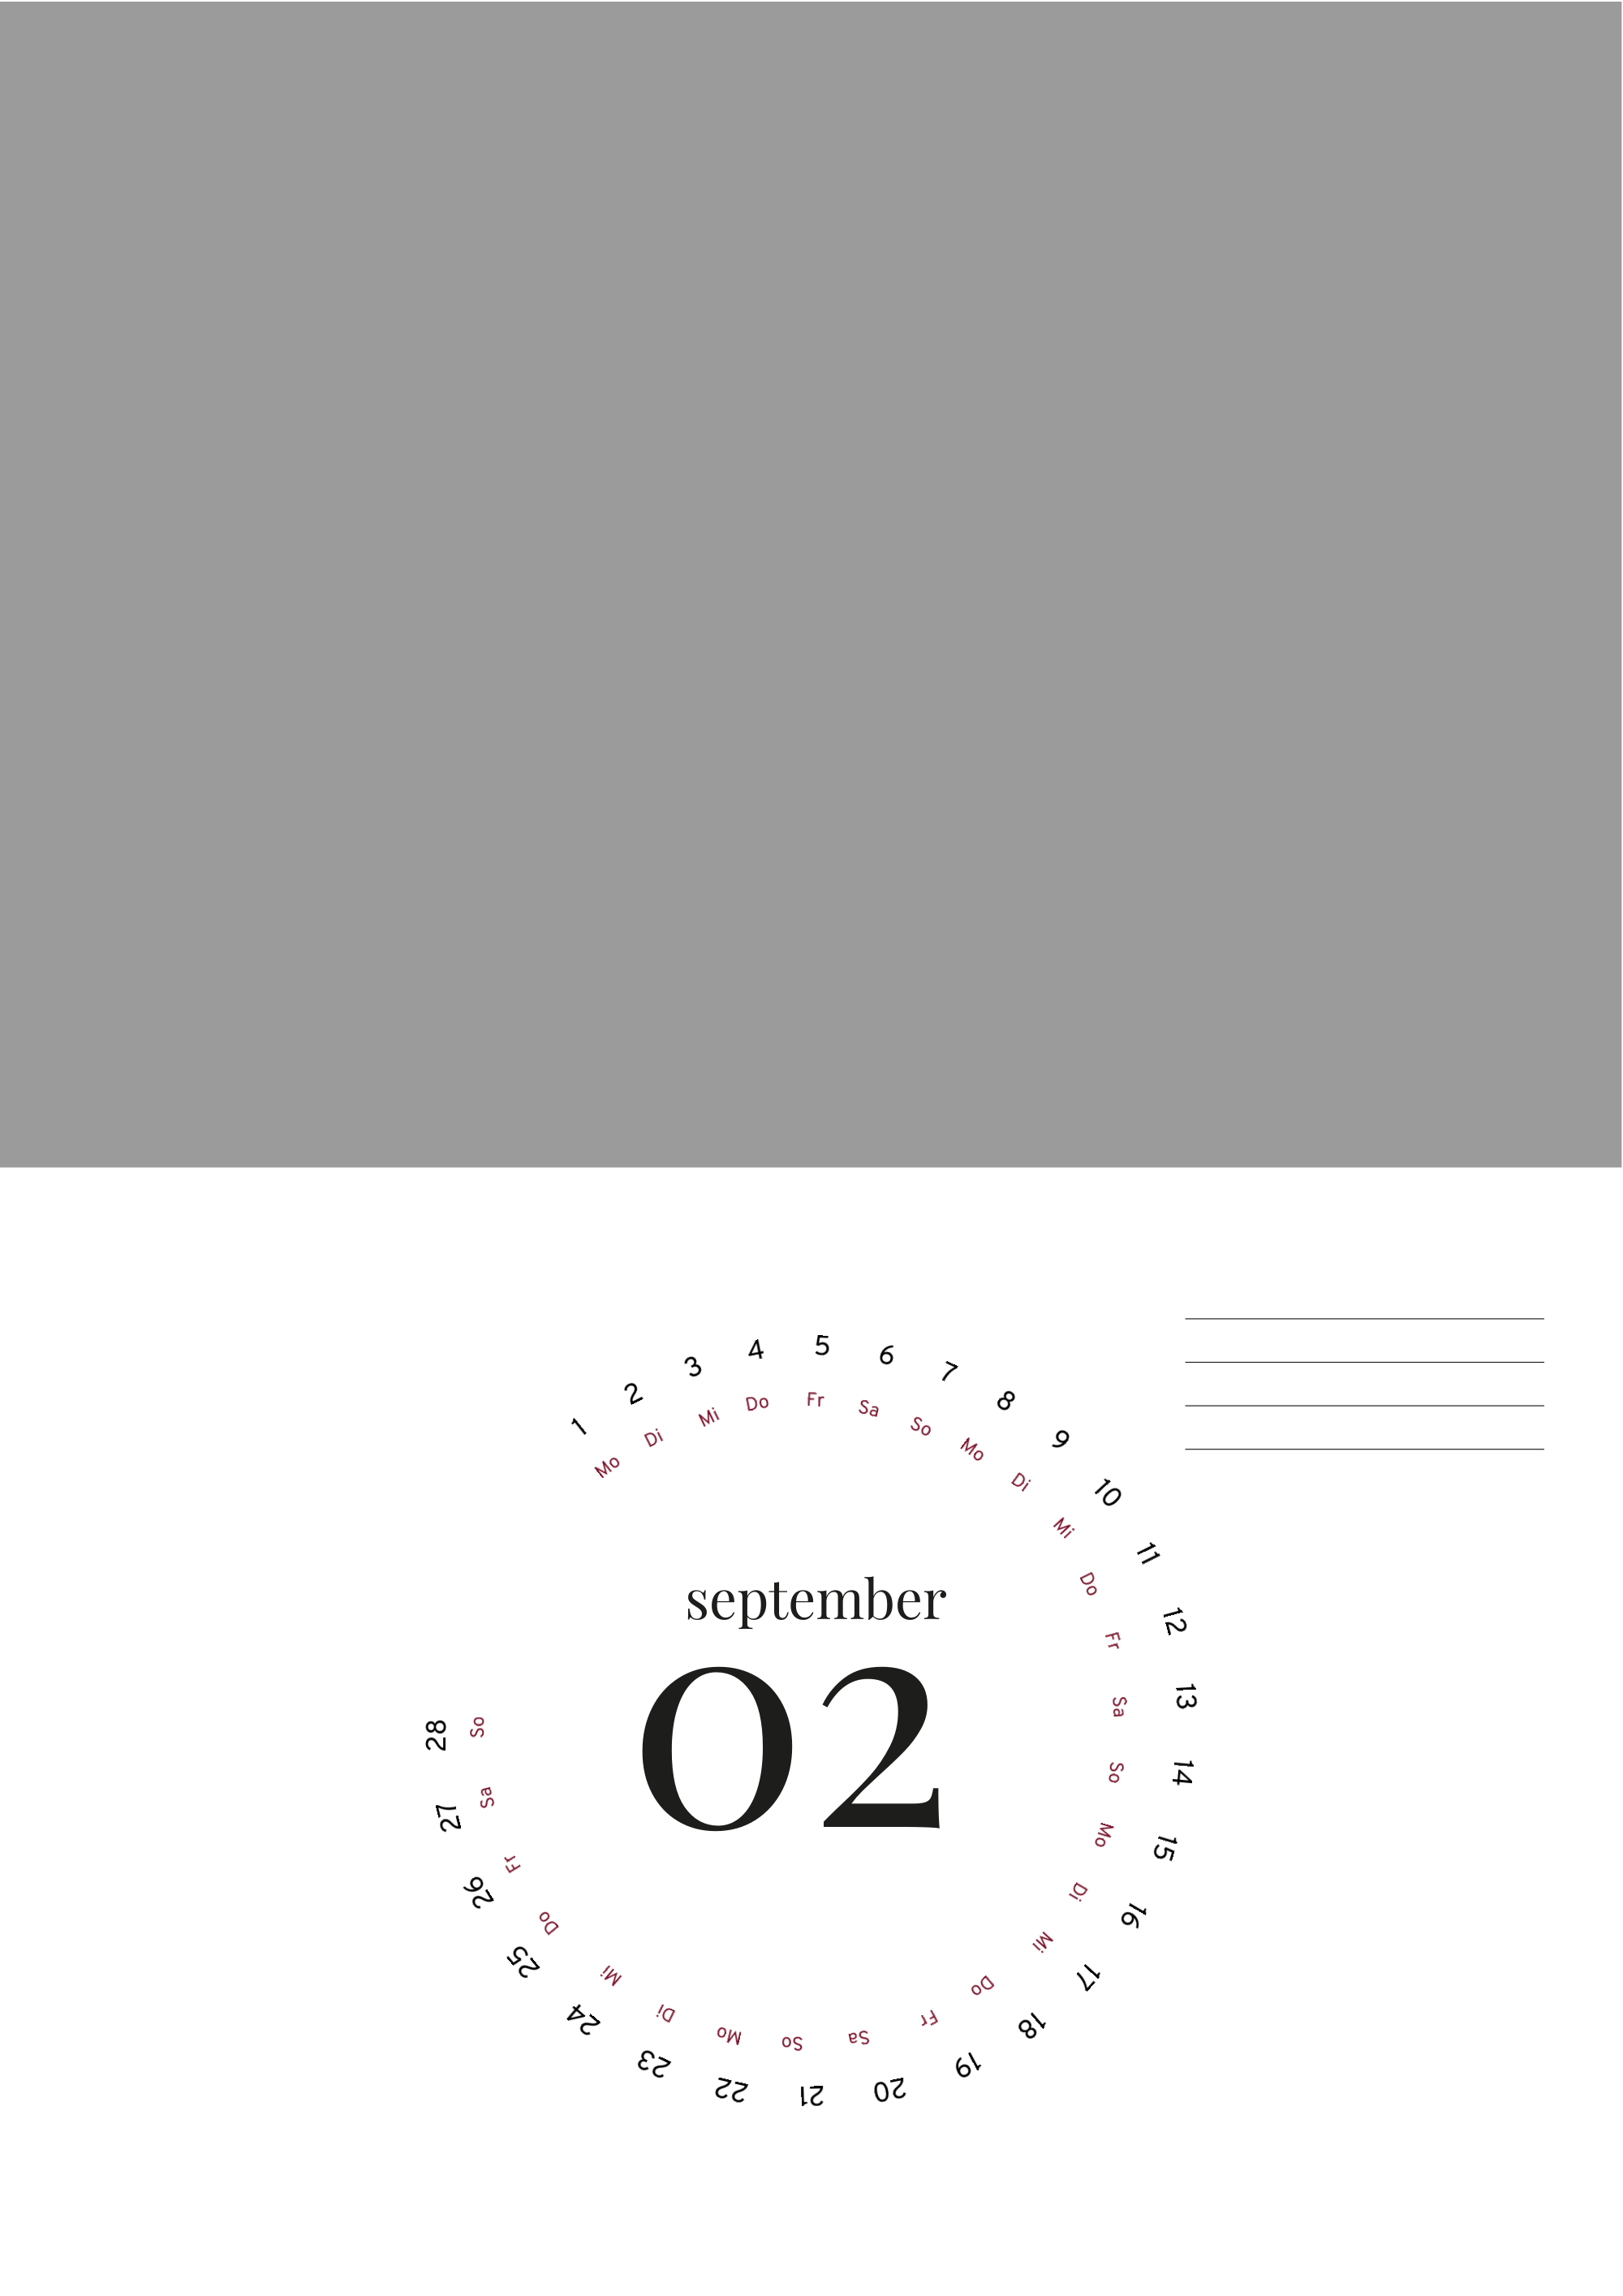 1 2 3 4 5 6 7 8 9 10 11 12 13 14 15 16 17 18 19 20 21 22 23 24 25 26 27 28
Mo Di Mi Do Fr Sa So Mo Di Mi Do Fr Sa So Mo Di Mi Do Fr Sa So Mo Di Mi Do Fr Sa So
september
02